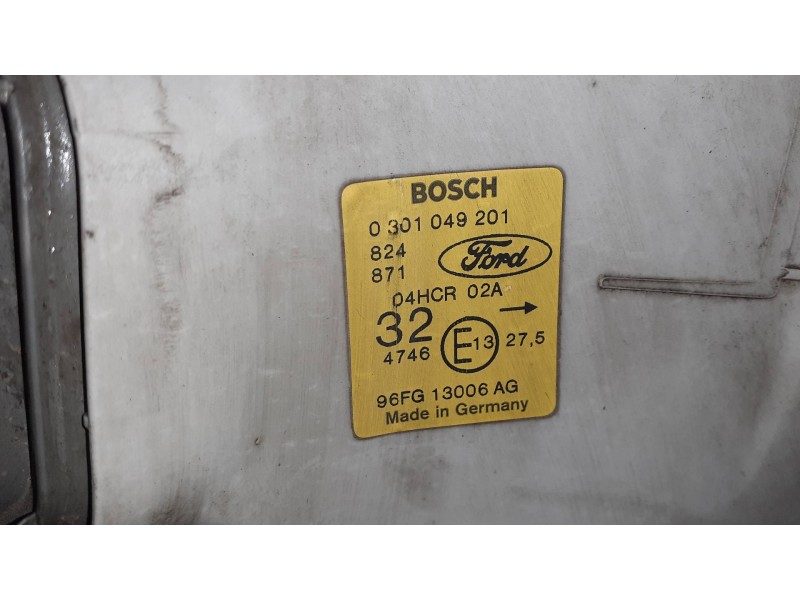 BOSCH
0 301 049 201
824
871
Ford
04HCR 02A
32
4746
E13
27,5
96FG 13006 AG
Made in Germany